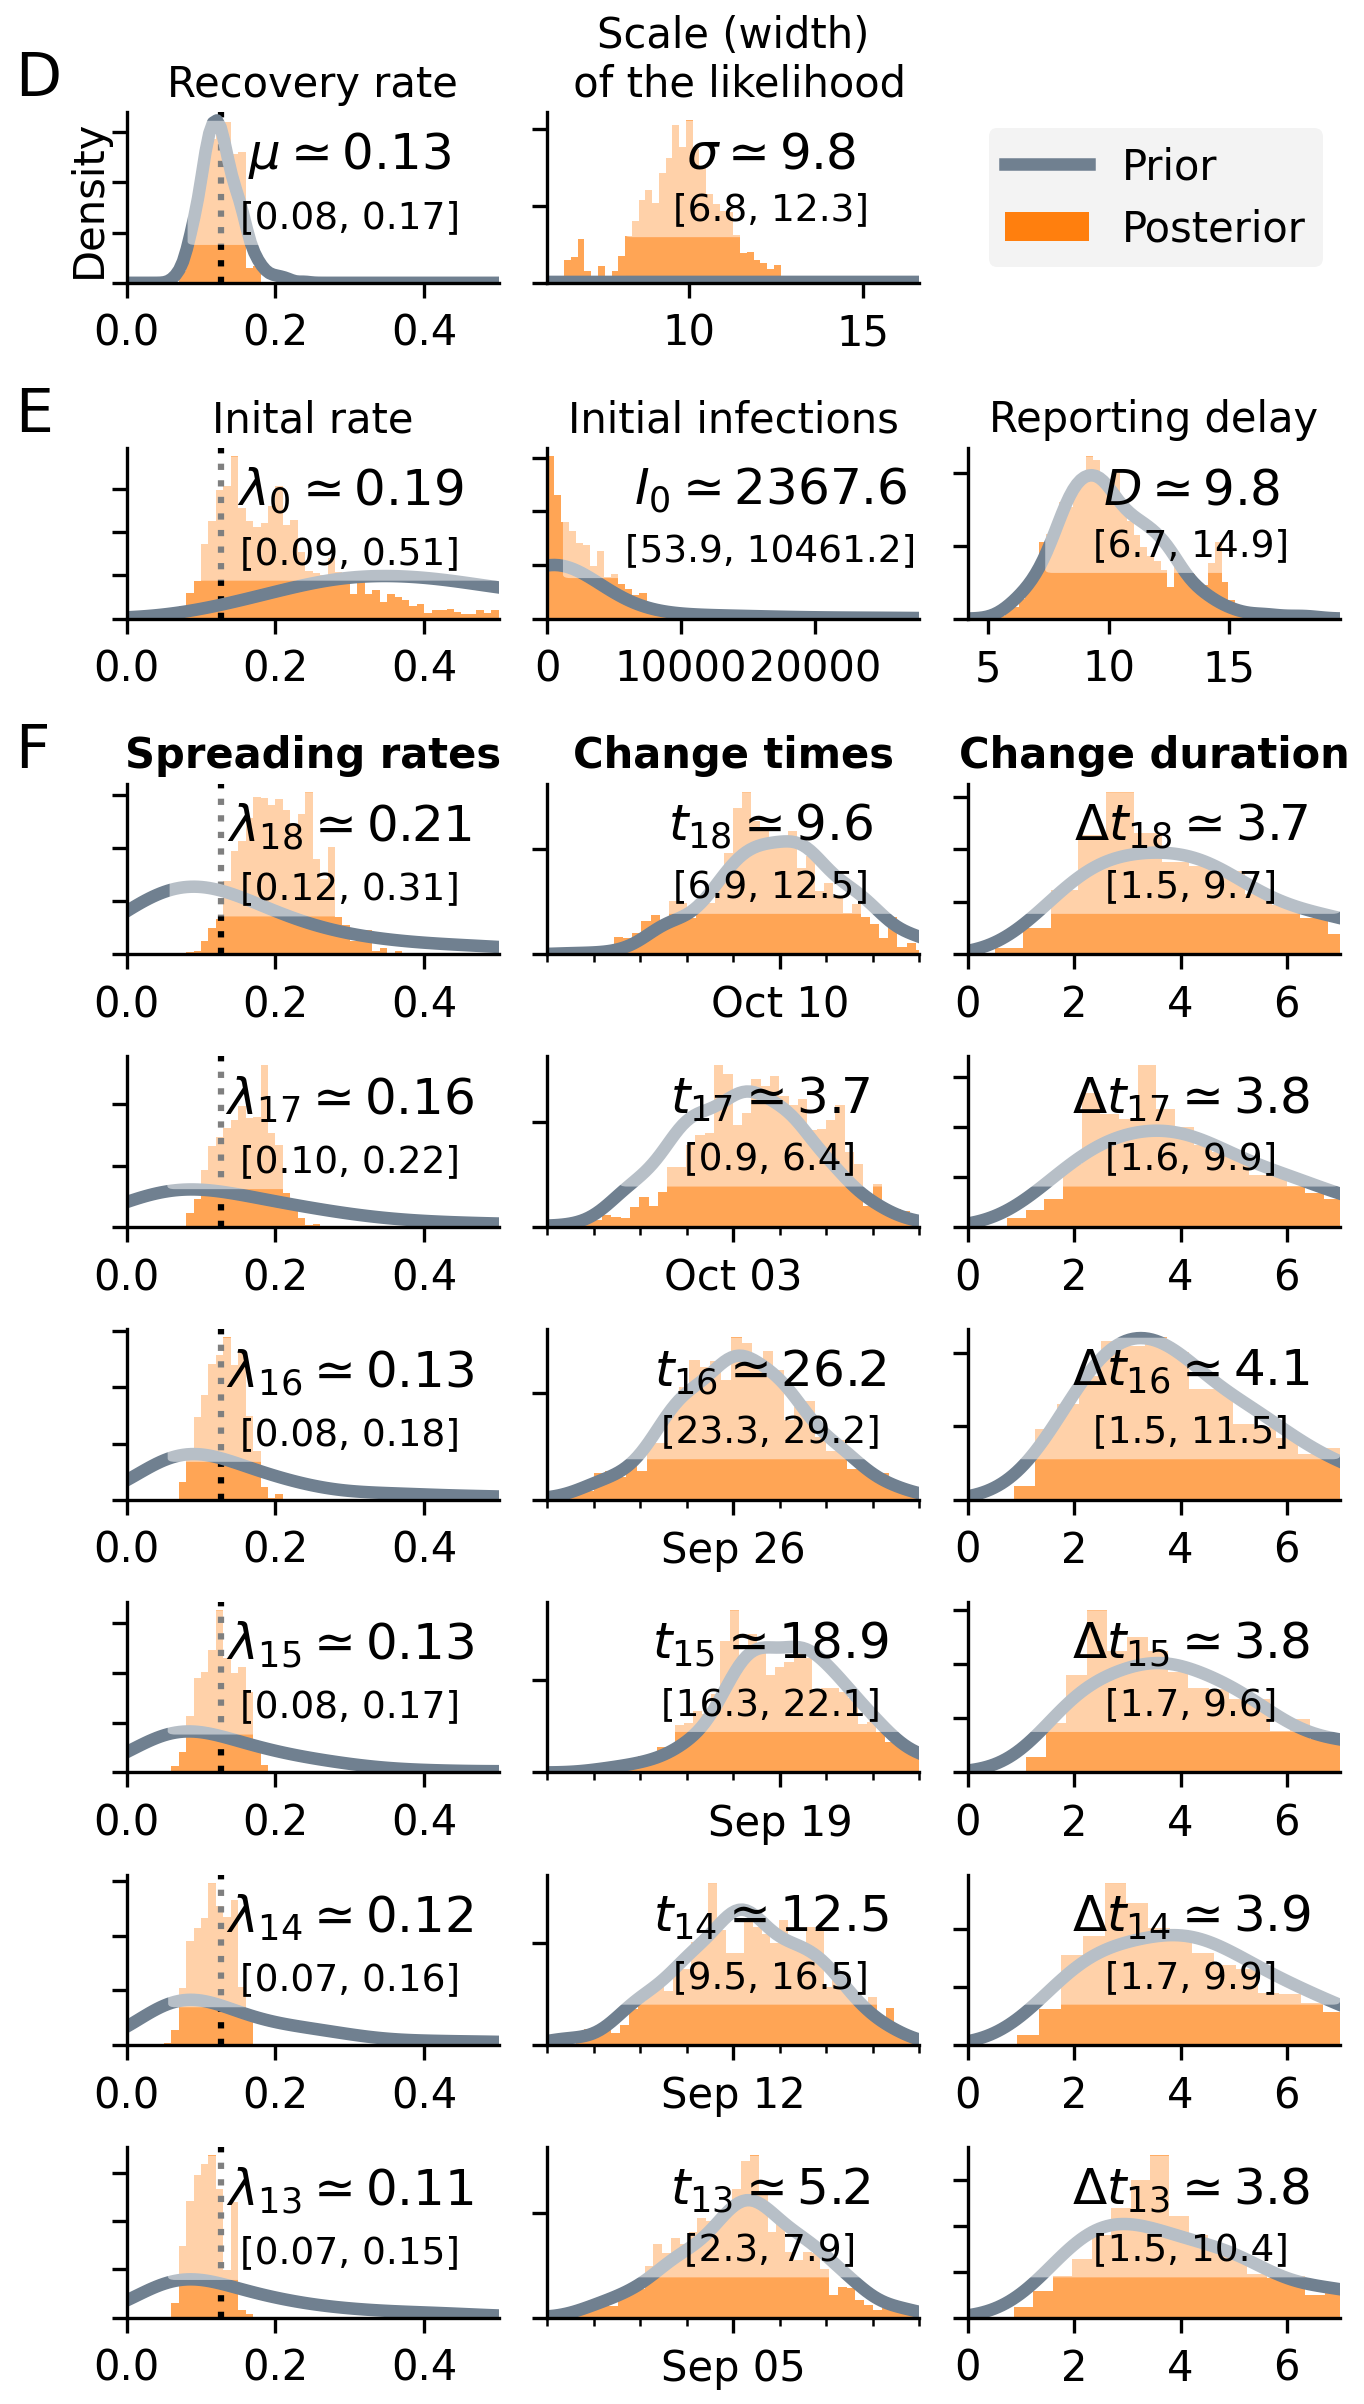 D
Recovery rate
Scale (width)
of the likelihood
Density
μ ≃ 0.13
[0.08, 0.17]
σ ≃ 9.8
[6.8, 12.3]
Prior
Posterior
0.0 0.2 0.4
10 15
E
Inital rate
Initial infections
Reporting delay
λ0 ≃ 0.19
[0.09, 0.51]
I0 ≃ 2367.6
[53.9, 10461.2]
D ≃ 9.8
[6.7, 14.9]
0.0 0.2 0.4
0 10000 20000
5 10 15
F
Spreading rates
Change times
Change duration
λ18 ≃ 0.21
[0.12, 0.31]
t18 ≃ 9.6
[6.9, 12.5]
Δt18 ≃ 3.7
[1.5, 9.7]
0.0 0.2 0.4
Oct 10
0 2 4 6
λ17 ≃ 0.16
[0.10, 0.22]
t17 ≃ 3.7
[0.9, 6.4]
Δt17 ≃ 3.8
[1.6, 9.9]
0.0 0.2 0.4
Oct 03
0 2 4 6
λ16 ≃ 0.13
[0.08, 0.18]
t16 ≃ 26.2
[23.3, 29.2]
Δt16 ≃ 4.1
[1.5, 11.5]
0.0 0.2 0.4
Sep 26
0 2 4 6
λ15 ≃ 0.13
[0.08, 0.17]
t15 ≃ 18.9
[16.3, 22.1]
Δt15 ≃ 3.8
[1.7, 9.6]
0.0 0.2 0.4
Sep 19
0 2 4 6
λ14 ≃ 0.12
[0.07, 0.16]
t14 ≃ 12.5
[9.5, 16.5]
Δt14 ≃ 3.9
[1.7, 9.9]
0.0 0.2 0.4
Sep 12
0 2 4 6
λ13 ≃ 0.11
[0.07, 0.15]
t13 ≃ 5.2
[2.3, 7.9]
Δt13 ≃ 3.8
[1.5, 10.4]
0.0 0.2 0.4
Sep 05
0 2 4 6